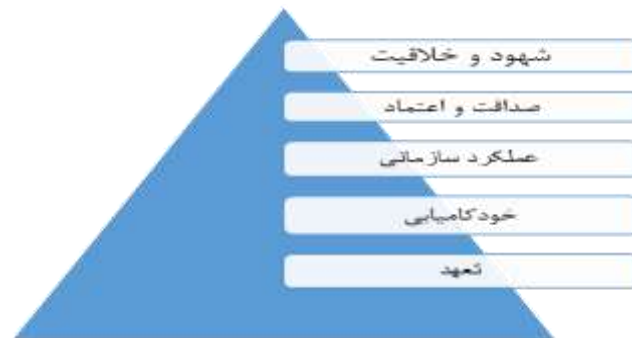 شهود و خلاقیت
صداقت و اعتماد
عملکرد سازمانی
خودکامیابی
تعهد